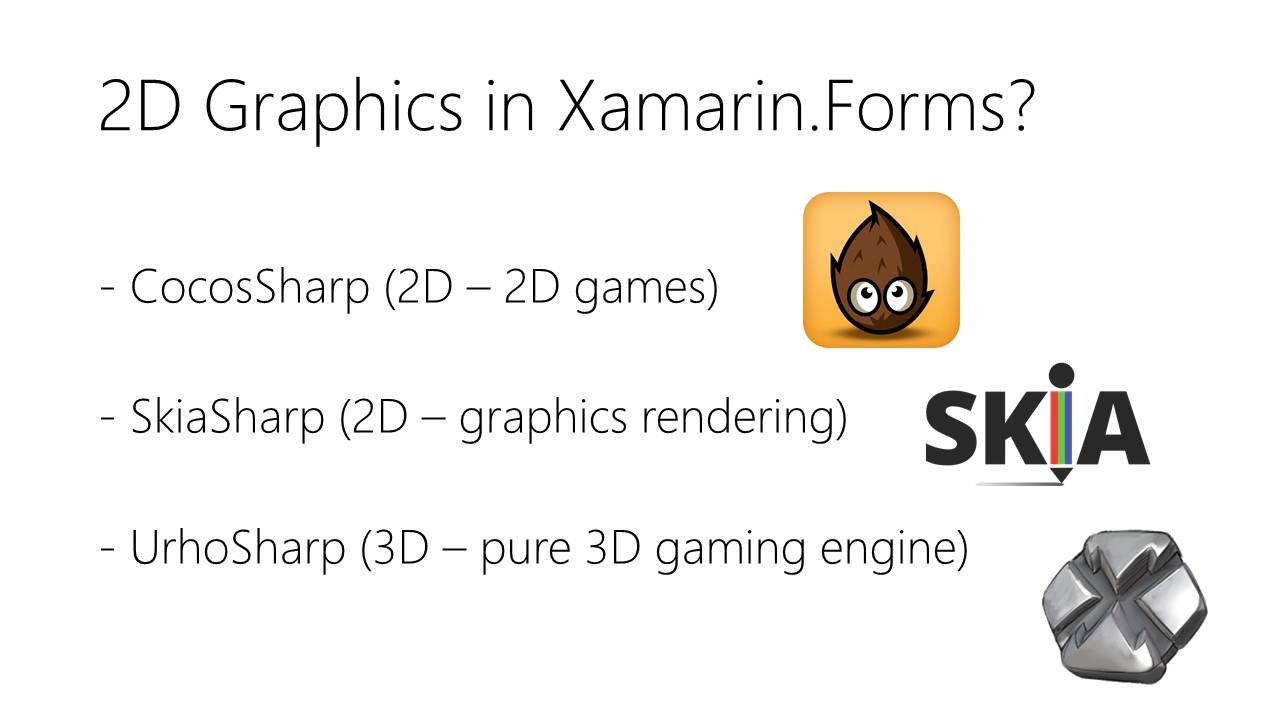 2D Graphics in Xamarin.Forms?
- CocosSharp (2D – 2D games)
- SkiaSharp (2D – graphics rendering)
SKiA
- UrhoSharp (3D – pure 3D gaming engine)